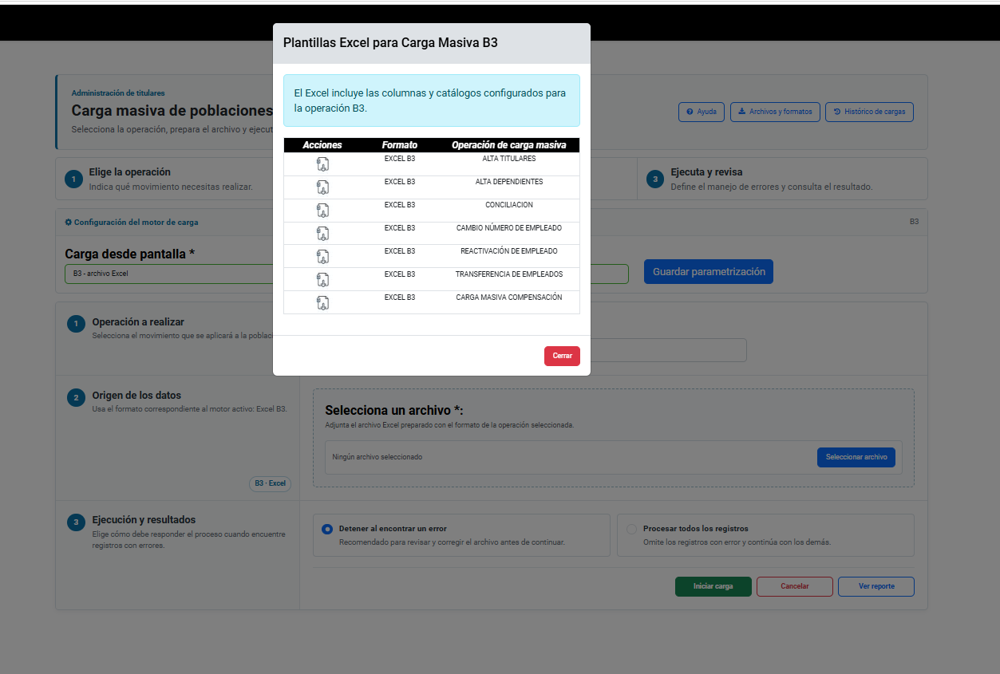 Plantillas Excel para Carga Masiva B3
El Excel incluye las columnas y catálogos configurados para
la operación B3.
Acciones Formato Operación de carga masiva
EXCEL B3 ALTA TITULARES
EXCEL B3 ALTA DEPENDIENTES
EXCEL B3 CONCILIACION
EXCEL B3 CAMBIO NÚMERO DE EMPLEADO
EXCEL B3 REACTIVACIÓN DE EMPLEADO
EXCEL B3 TRANSFERENCIA DE EMPLEADOS
EXCEL B3 CARGA MASIVA COMPENSACIÓN
Cerrar
Administración de titulares
Carga masiva de poblaciones
Selecciona la operación, prepara el archivo y ejecut
Ayuda
Archivos y formatos
Histórico de cargas
1 Elige la operación
Indica qué movimiento necesitas realizar.
3 Ejecuta y revisa
Define el manejo de errores y consulta el resultado.
Configuración del motor de carga
B3
Carga desde pantalla *
B3 - archivo Excel
Guardar parametrización
1 Operación a realizar
Selecciona el movimiento que se aplicará a la poblac
2 Origen de los datos
Usa el formato correspondiente al motor activo: Excel B3.
B3 · Excel
Selecciona un archivo *:
Adjunta el archivo Excel preparado con el formato de la operación seleccionada.
Ningún archivo seleccionado
Seleccionar archivo
3 Ejecución y resultados
Elige cómo debe responder el proceso cuando encuentre
registros con errores.
Detener al encontrar un error
Recomendado para revisar y corregir el archivo antes de continuar.
Procesar todos los registros
Omite los registros con error y continúa con los demás.
Iniciar carga
Cancelar
Ver reporte